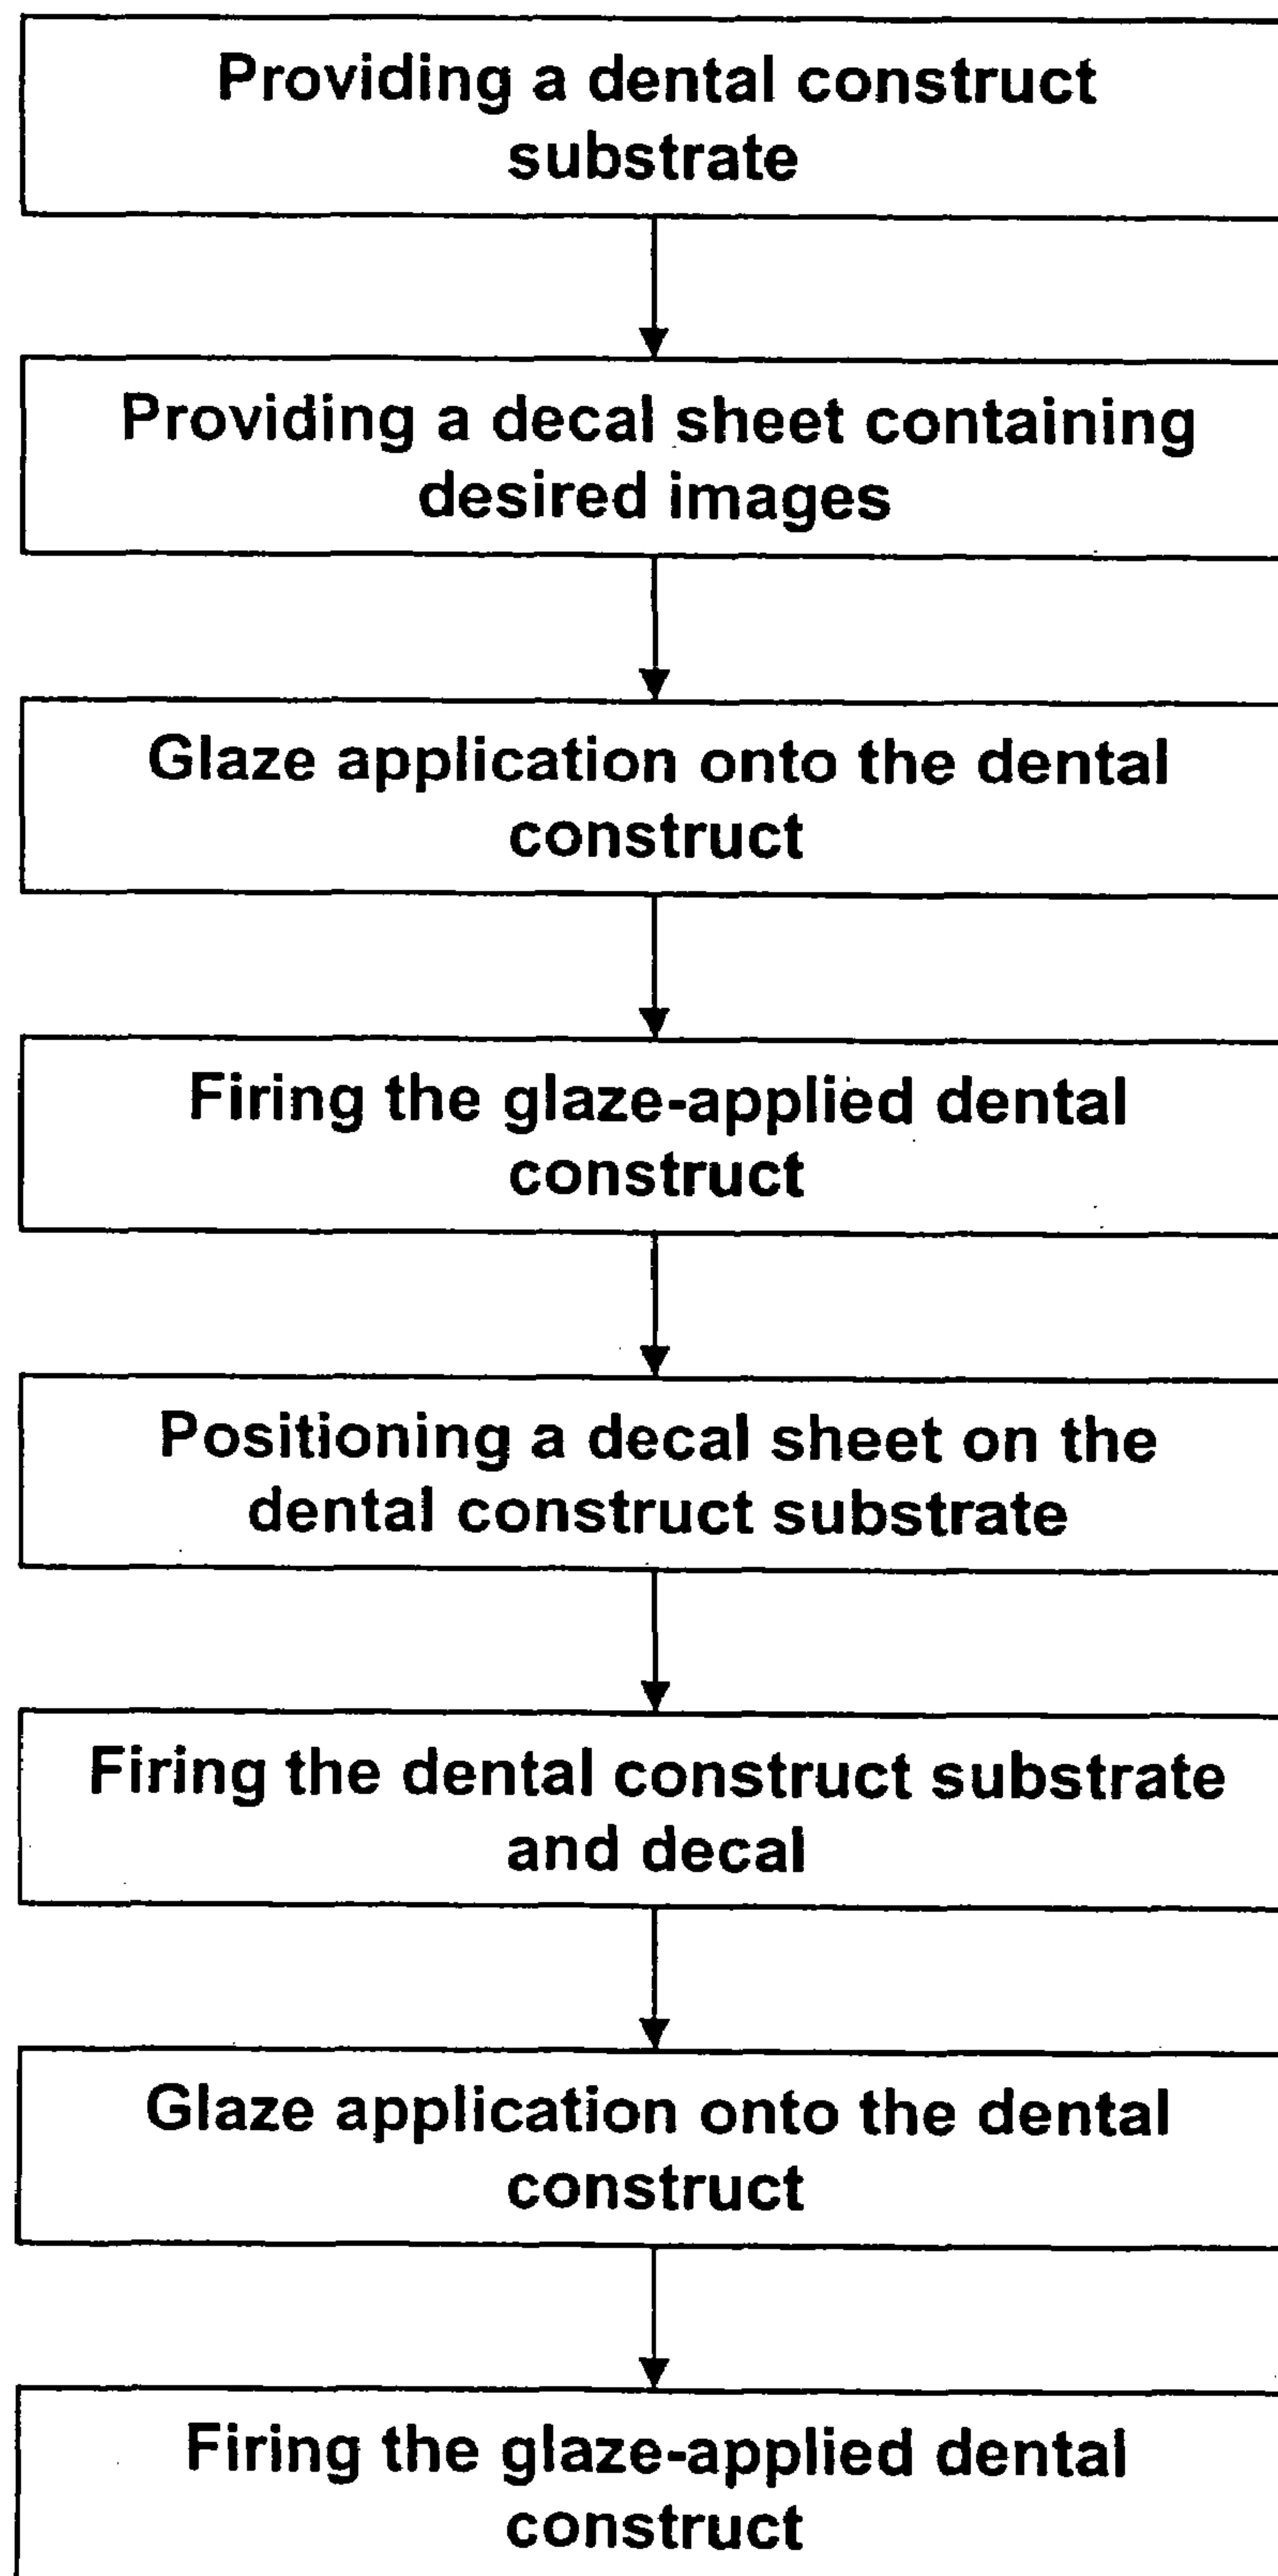 Providing a dental construct
substrate
Providing a decal sheet containing
desired images
Glaze application onto the dental
construct
Firing the glaze-applied dental
construct
Positioning a decal sheet on the
dental construct substrate
Firing the dental construct substrate
and decal
Glaze application onto the dental
construct
Firing the glaze-applied dental
construct